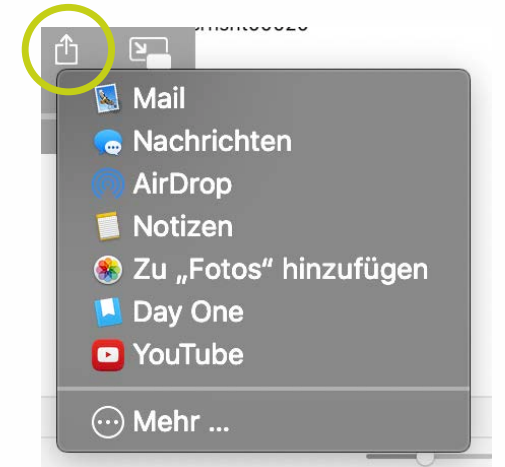 Mail
Nachrichten
AirDrop
Notizen
Zu „Fotos“ hinzufügen
Day One
YouTube
Mehr ...